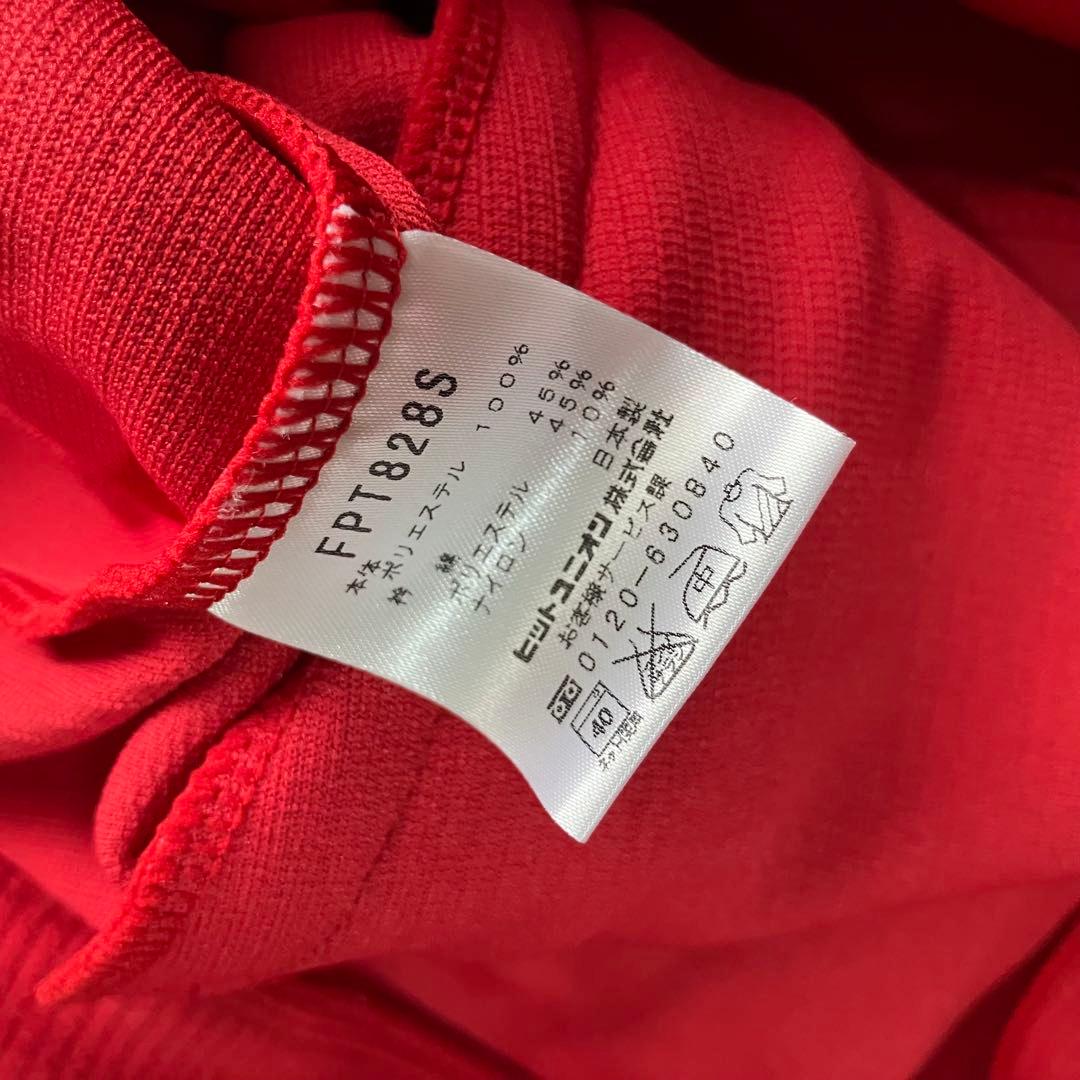 FPT828S
本体 ポリエステル 100%
衿 綿 45%
ポリエステル 45%
ナイロン 10%
日本製
ヒットユニオン株式会社
お客様サービス課
0120-630840
40
中
ネット使用